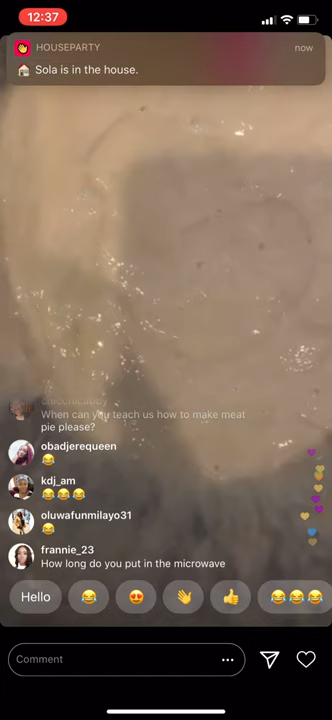 12:37
HOUSEPARTY
now
🏠 Sola is in the house.
When can you teach us how to make meat
pie please?
obadjerequeen
😂
kdj_am
😂😂😂
oluwafunmilayo31
😂
frannie_23
How long do you put in the microwave
Hello 😂 😍 👋 👍 😂😂😂
Comment